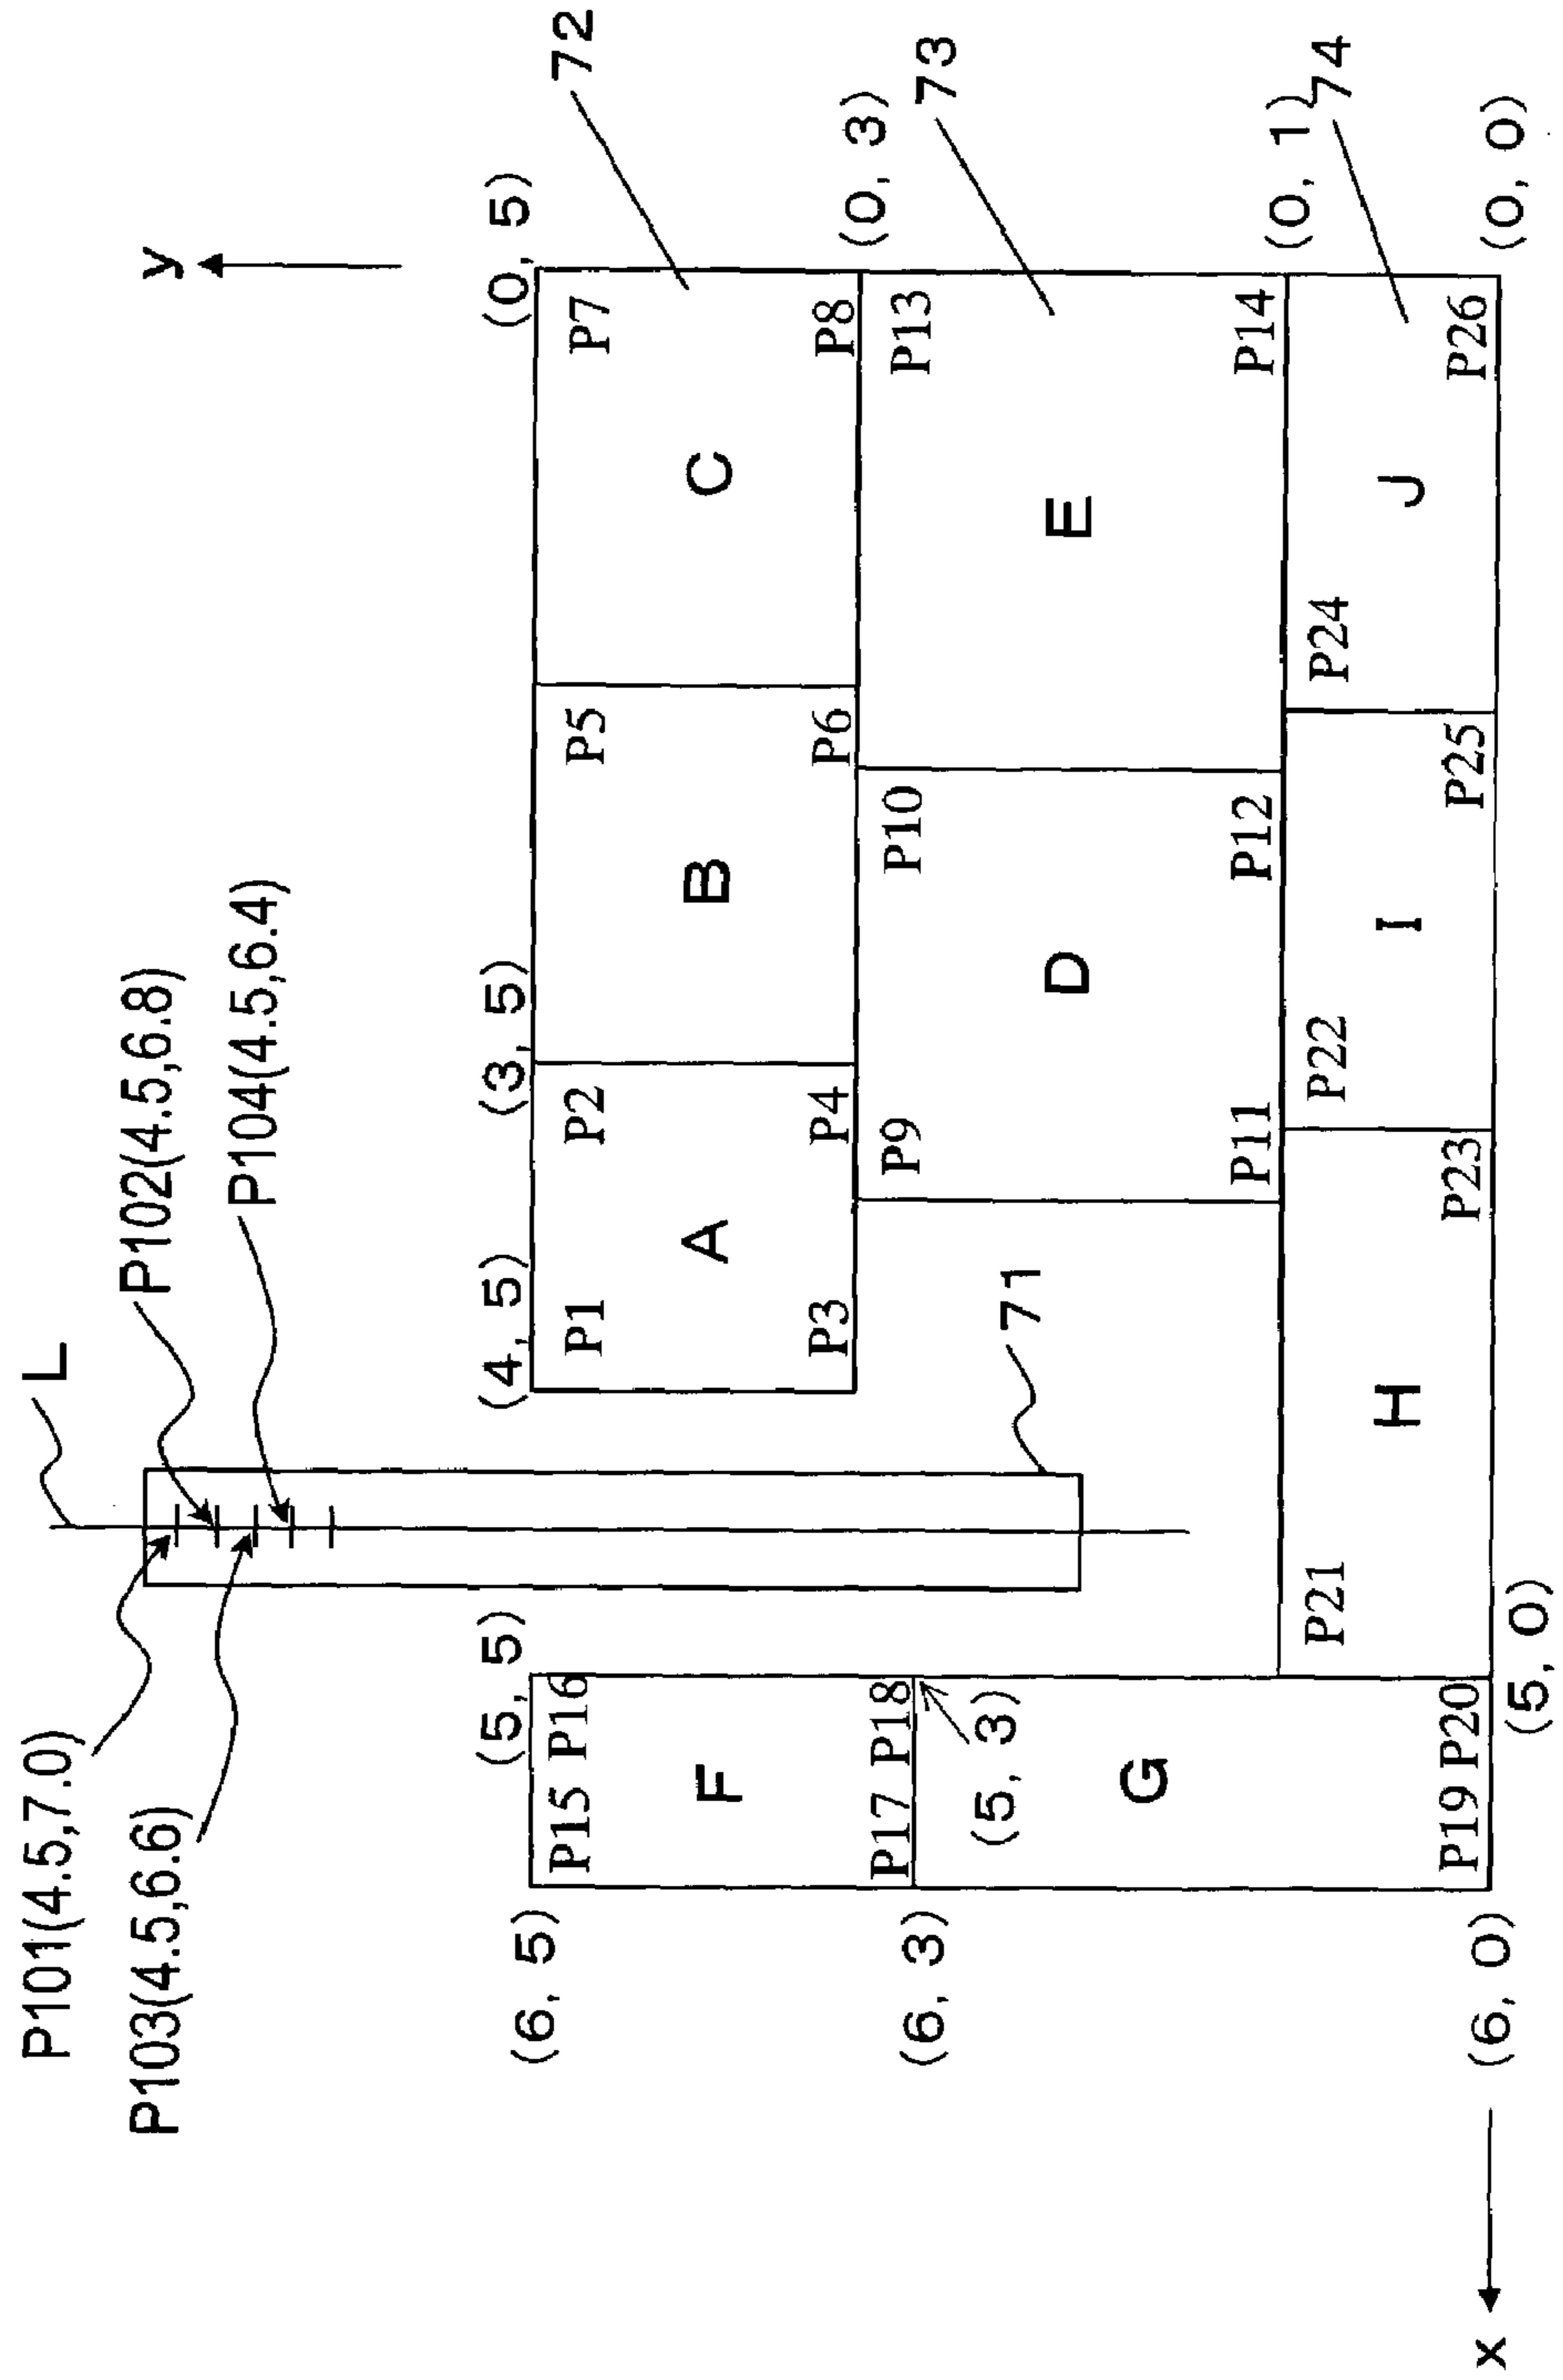 P101(4.5,7.0)
P103(4.5,6.6)
L
P102(4.5,6.8)
P104(4.5,6.4)
y
x
(6, 5)
(5, 5)
(4, 5)
(3, 5)
(0, 5)
72
P15 P16
F
P17 P18
(6, 3)
(5, 3)
G
P19 P20
(6, 0)
(5, 0)
71
P1
P2
A
P3
P4
P5
B
P6
P7
C
P8
(0, 3)
73
P9
P10
D
P11
P12
P13
E
P14
(0, 1)
74
P21
H
P23
P22
I
P25
P24
J
P26
(0, 0)